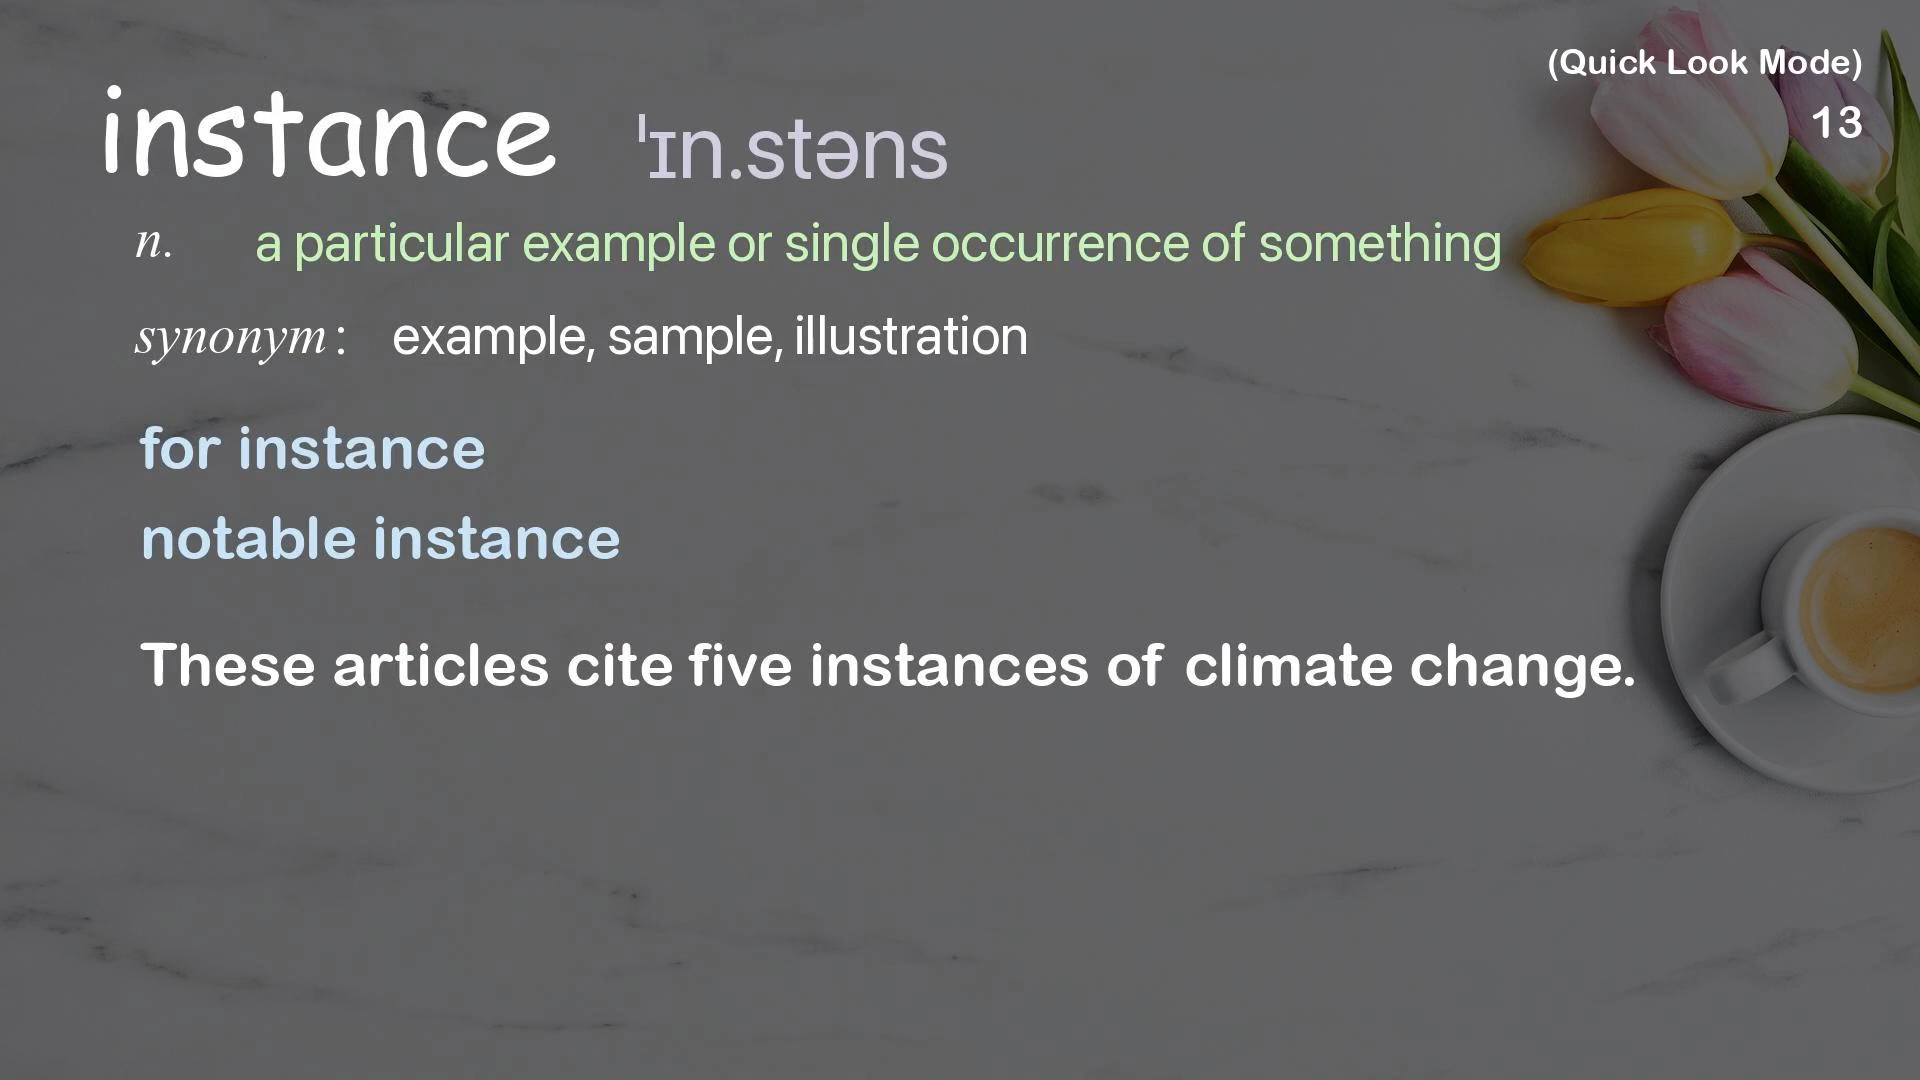 (Quick Look Mode)
13
instance ˈɪn.stəns
n. a particular example or single occurrence of something
synonym : example, sample, illustration
for instance
notable instance
These articles cite five instances of climate change.